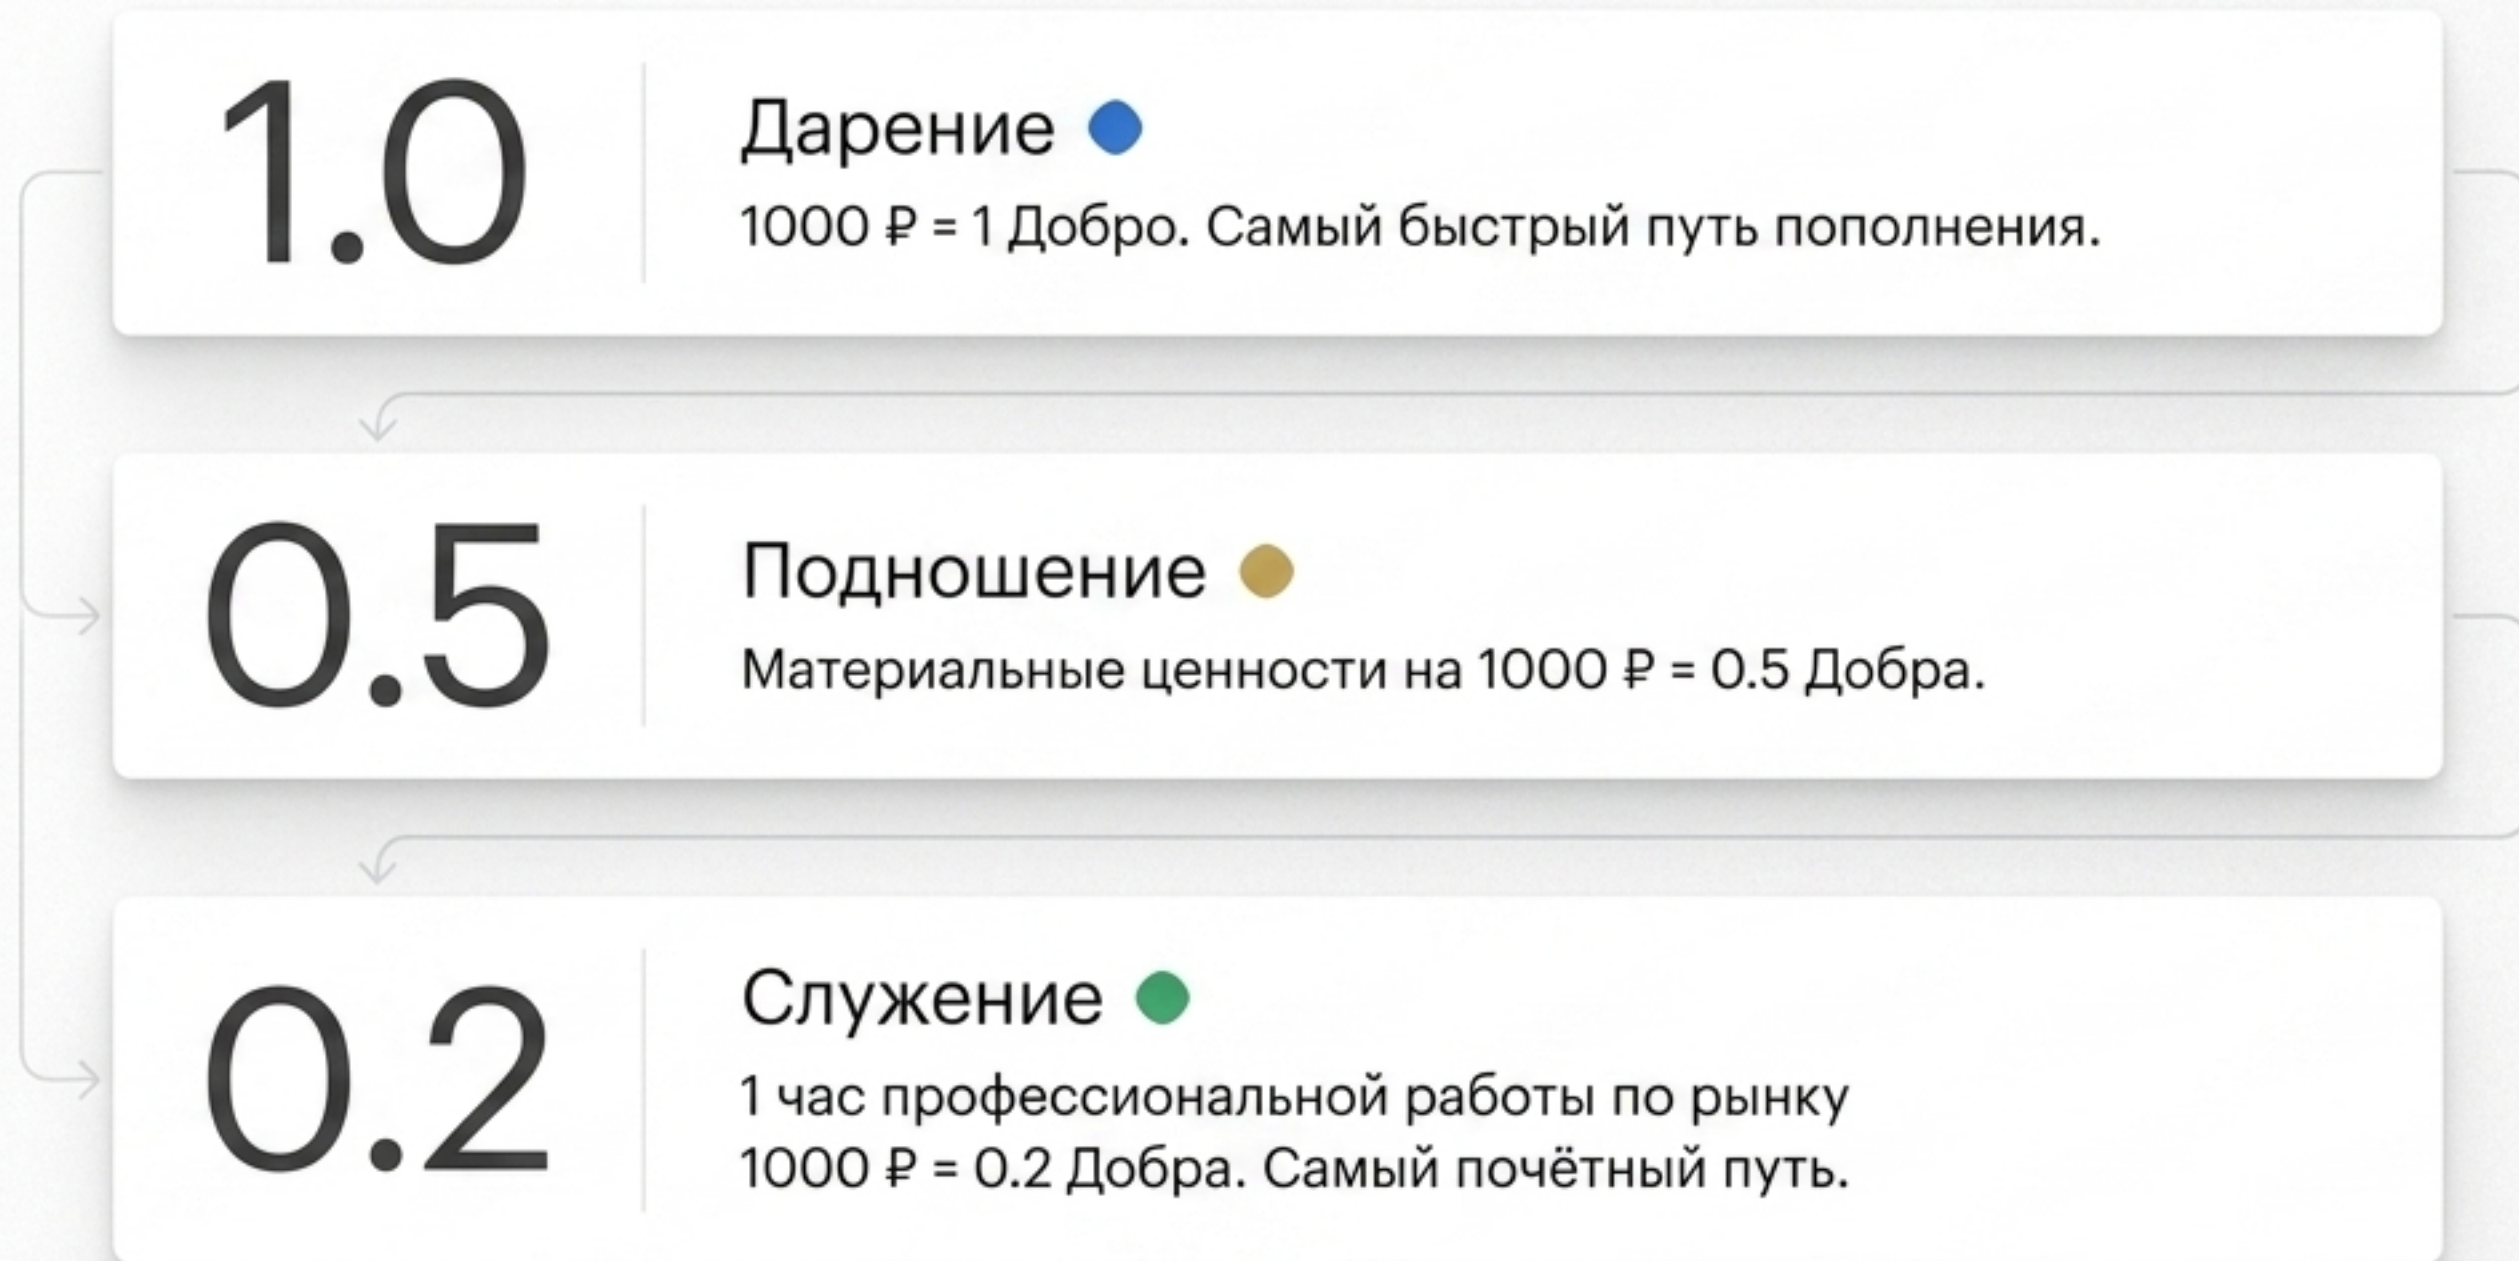 1.0
Дарение
1000 ₽ = 1 Добро. Самый быстрый путь пополнения.
0.5
Подношение
Материальные ценности на 1000 ₽ = 0.5 Добра.
0.2
Служение
1 час профессиональной работы по рынку
1000 ₽ = 0.2 Добра. Самый почётный путь.